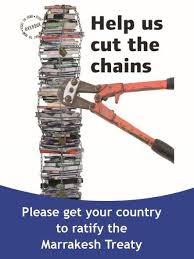 Help us
cut the
chains
Please get your country
to ratify the
Marrakesh Treaty